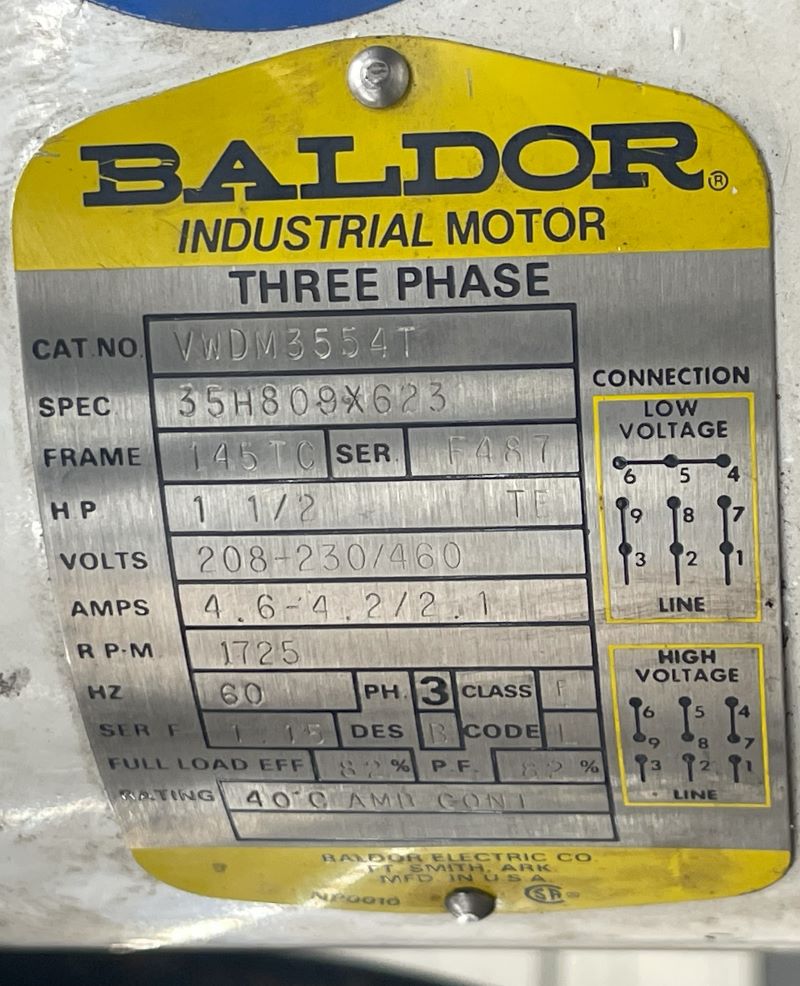 BALDOR®
INDUSTRIAL MOTOR
THREE PHASE
CAT.NO. VWDM3554T
SPEC. 35H809X623
FRAME 145TC SER. F487
HP 1 1/2 TE
VOLTS 208-230/460
AMPS 4.6-4.2/2.1
RPM 1725
HZ 60 PH. 3 CLASS F
SER F. 1.15 DES B CODE L
FULL LOAD EFF 82 % P.F. 82 %
RATING 40°C AMB CONT
CONNECTION
LOW
VOLTAGE
6 5 4
9 8 7
3 2 1
LINE
HIGH
VOLTAGE
6 5 4
9 8 7
3 2 1
LINE
BALDOR ELECTRIC CO
FT. SMITH, ARK.
MFD. IN U.S.A.
NP0016 SA®